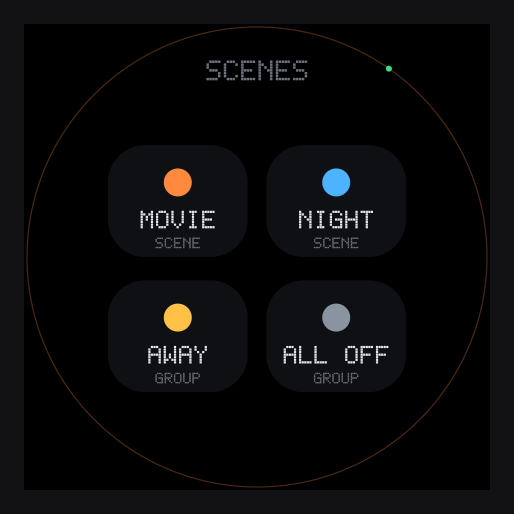 SCENES
MOVIE
SCENE
NIGHT
SCENE
AWAY
GROUP
ALL OFF
GROUP